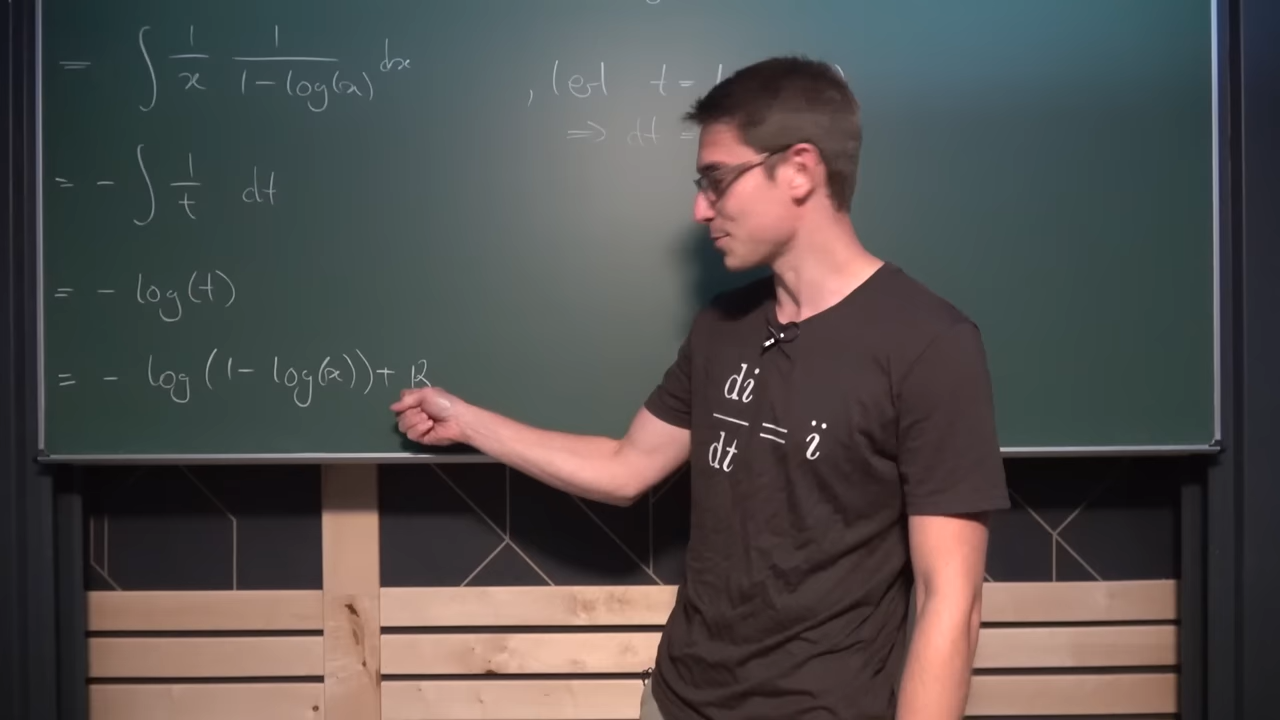 = ∫ 1/x 1/(1-log(x)) dx , let t =
⇒ dt =
= - ∫ 1/t dt
= - log(t)
= - log(1- log(x)) +
di/dt = ï